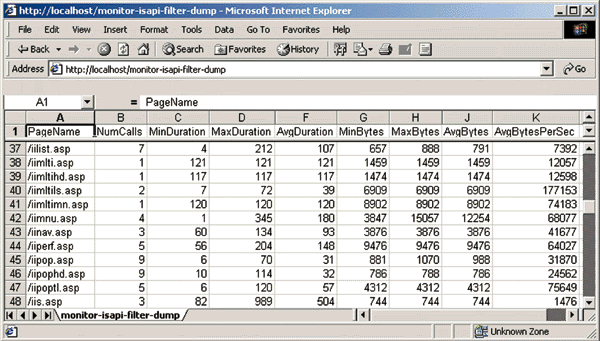 http://localhost/monitor-isapi-filter-dump - Microsoft Internet Explorer
File Edit View Insert Format Tools Data Go To Favorites Help
Back Search Favorites History
Address http://localhost/monitor-isapi-filter-dump Go
A1 = PageName
A B C D F G H J K
1 PageName NumCalls MinDuration MaxDuration AvgDuration MinBytes MaxBytes AvgBytes AvgBytesPerSec
37 /iilist.asp 7 4 212 107 657 888 791 7392
38 /iimlti.asp 1 121 121 121 1459 1459 1459 12057
39 /iimltihd.asp 1 117 117 117 1474 1474 1474 12598
40 /iimltils.asp 2 7 72 39 6909 6909 6909 177153
41 /iimltimn.asp 1 120 120 120 8902 8902 8902 74183
42 /iimnu.asp 4 1 345 180 3847 15057 12254 68077
43 /iinav.asp 3 60 134 93 3876 3876 3876 41677
44 /iiperf.asp 5 56 204 148 9476 9476 9476 64027
45 /iipop.asp 9 6 70 31 881 1070 988 31870
46 /iipophd.asp 9 10 114 32 786 788 788 24562
47 /iipoptl.asp 5 6 120 57 4312 4312 4312 75649
48 /iis.asp 3 82 989 504 744 744 744 1476
monitor-isapi-filter-dump
Unknown Zone